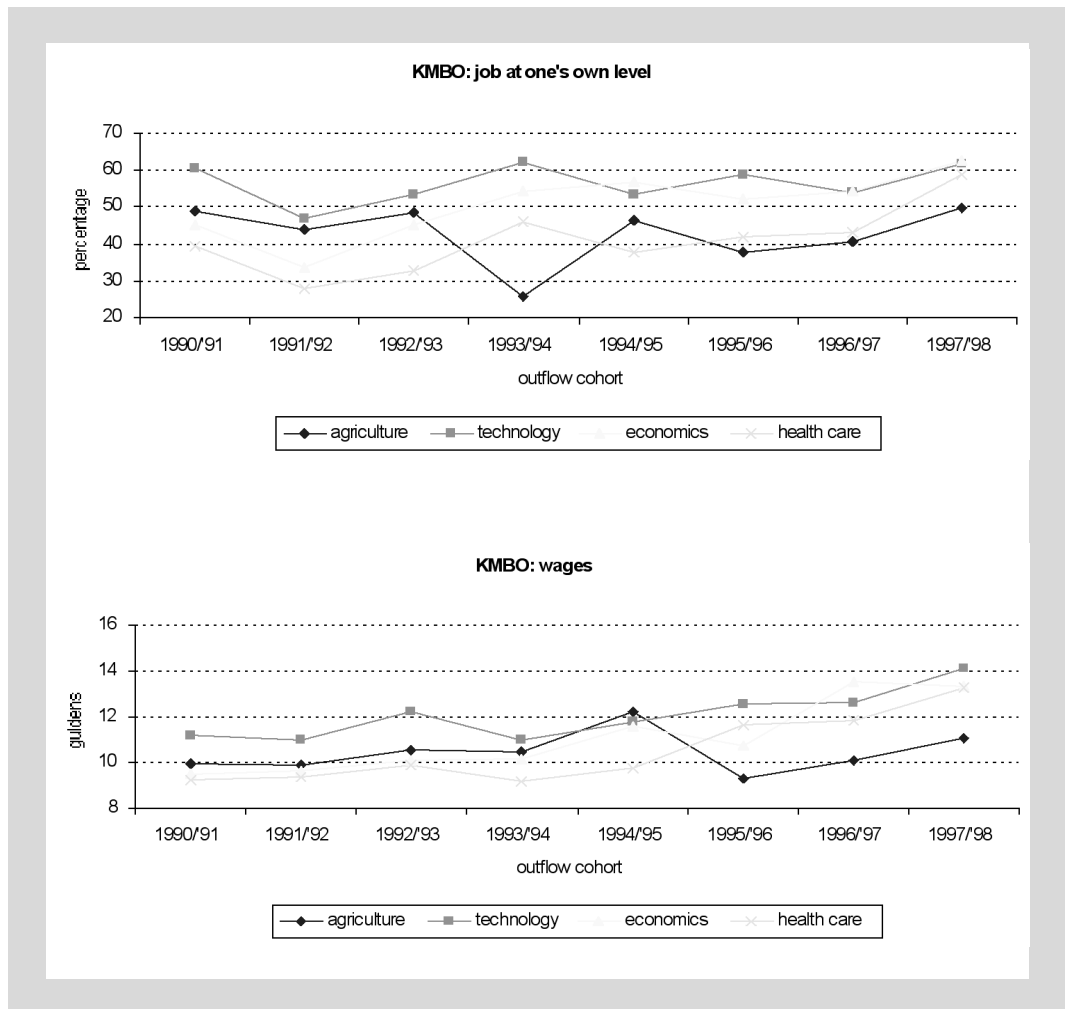 KMBO: job at one's own level
70
60
50
40
30
20
percentage
1990/'91 1991/'92 1992/'93 1993/'94 1994/'95 1995/'96 1996/'97 1997/'98
outflow cohort
agriculture technology economics health care
KMBO: wages
16
14
12
10
8
guldens
1990/'91 1991/'92 1992/'93 1993/'94 1994/'95 1995/'96 1996/'97 1997/'98
outflow cohort
agriculture technology economics health care